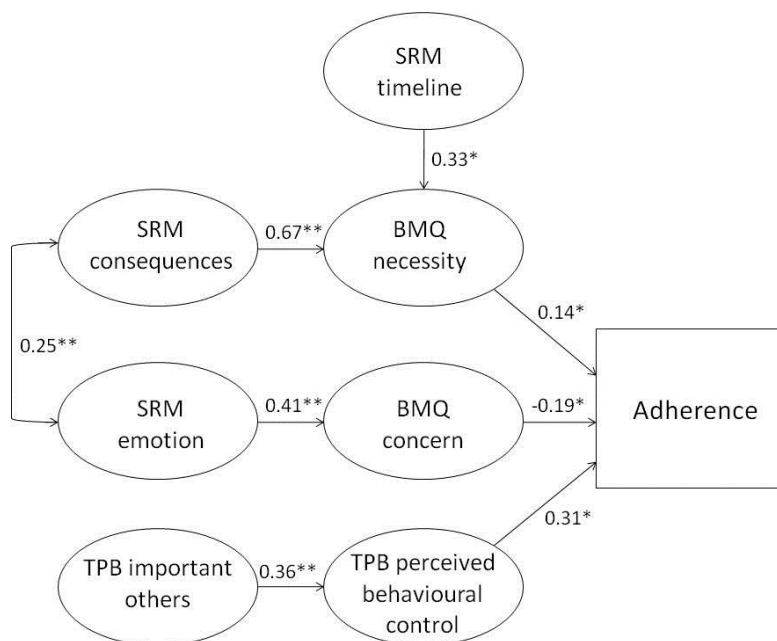 SRM
timeline
0.33*
SRM
consequences
0.67**
BMQ
necessity
0.14*
0.25**
SRM
emotion
0.41**
BMQ
concern
-0.19*
Adherence
0.31*
TPB important
others
0.36**
TPB perceived
behavioural
control